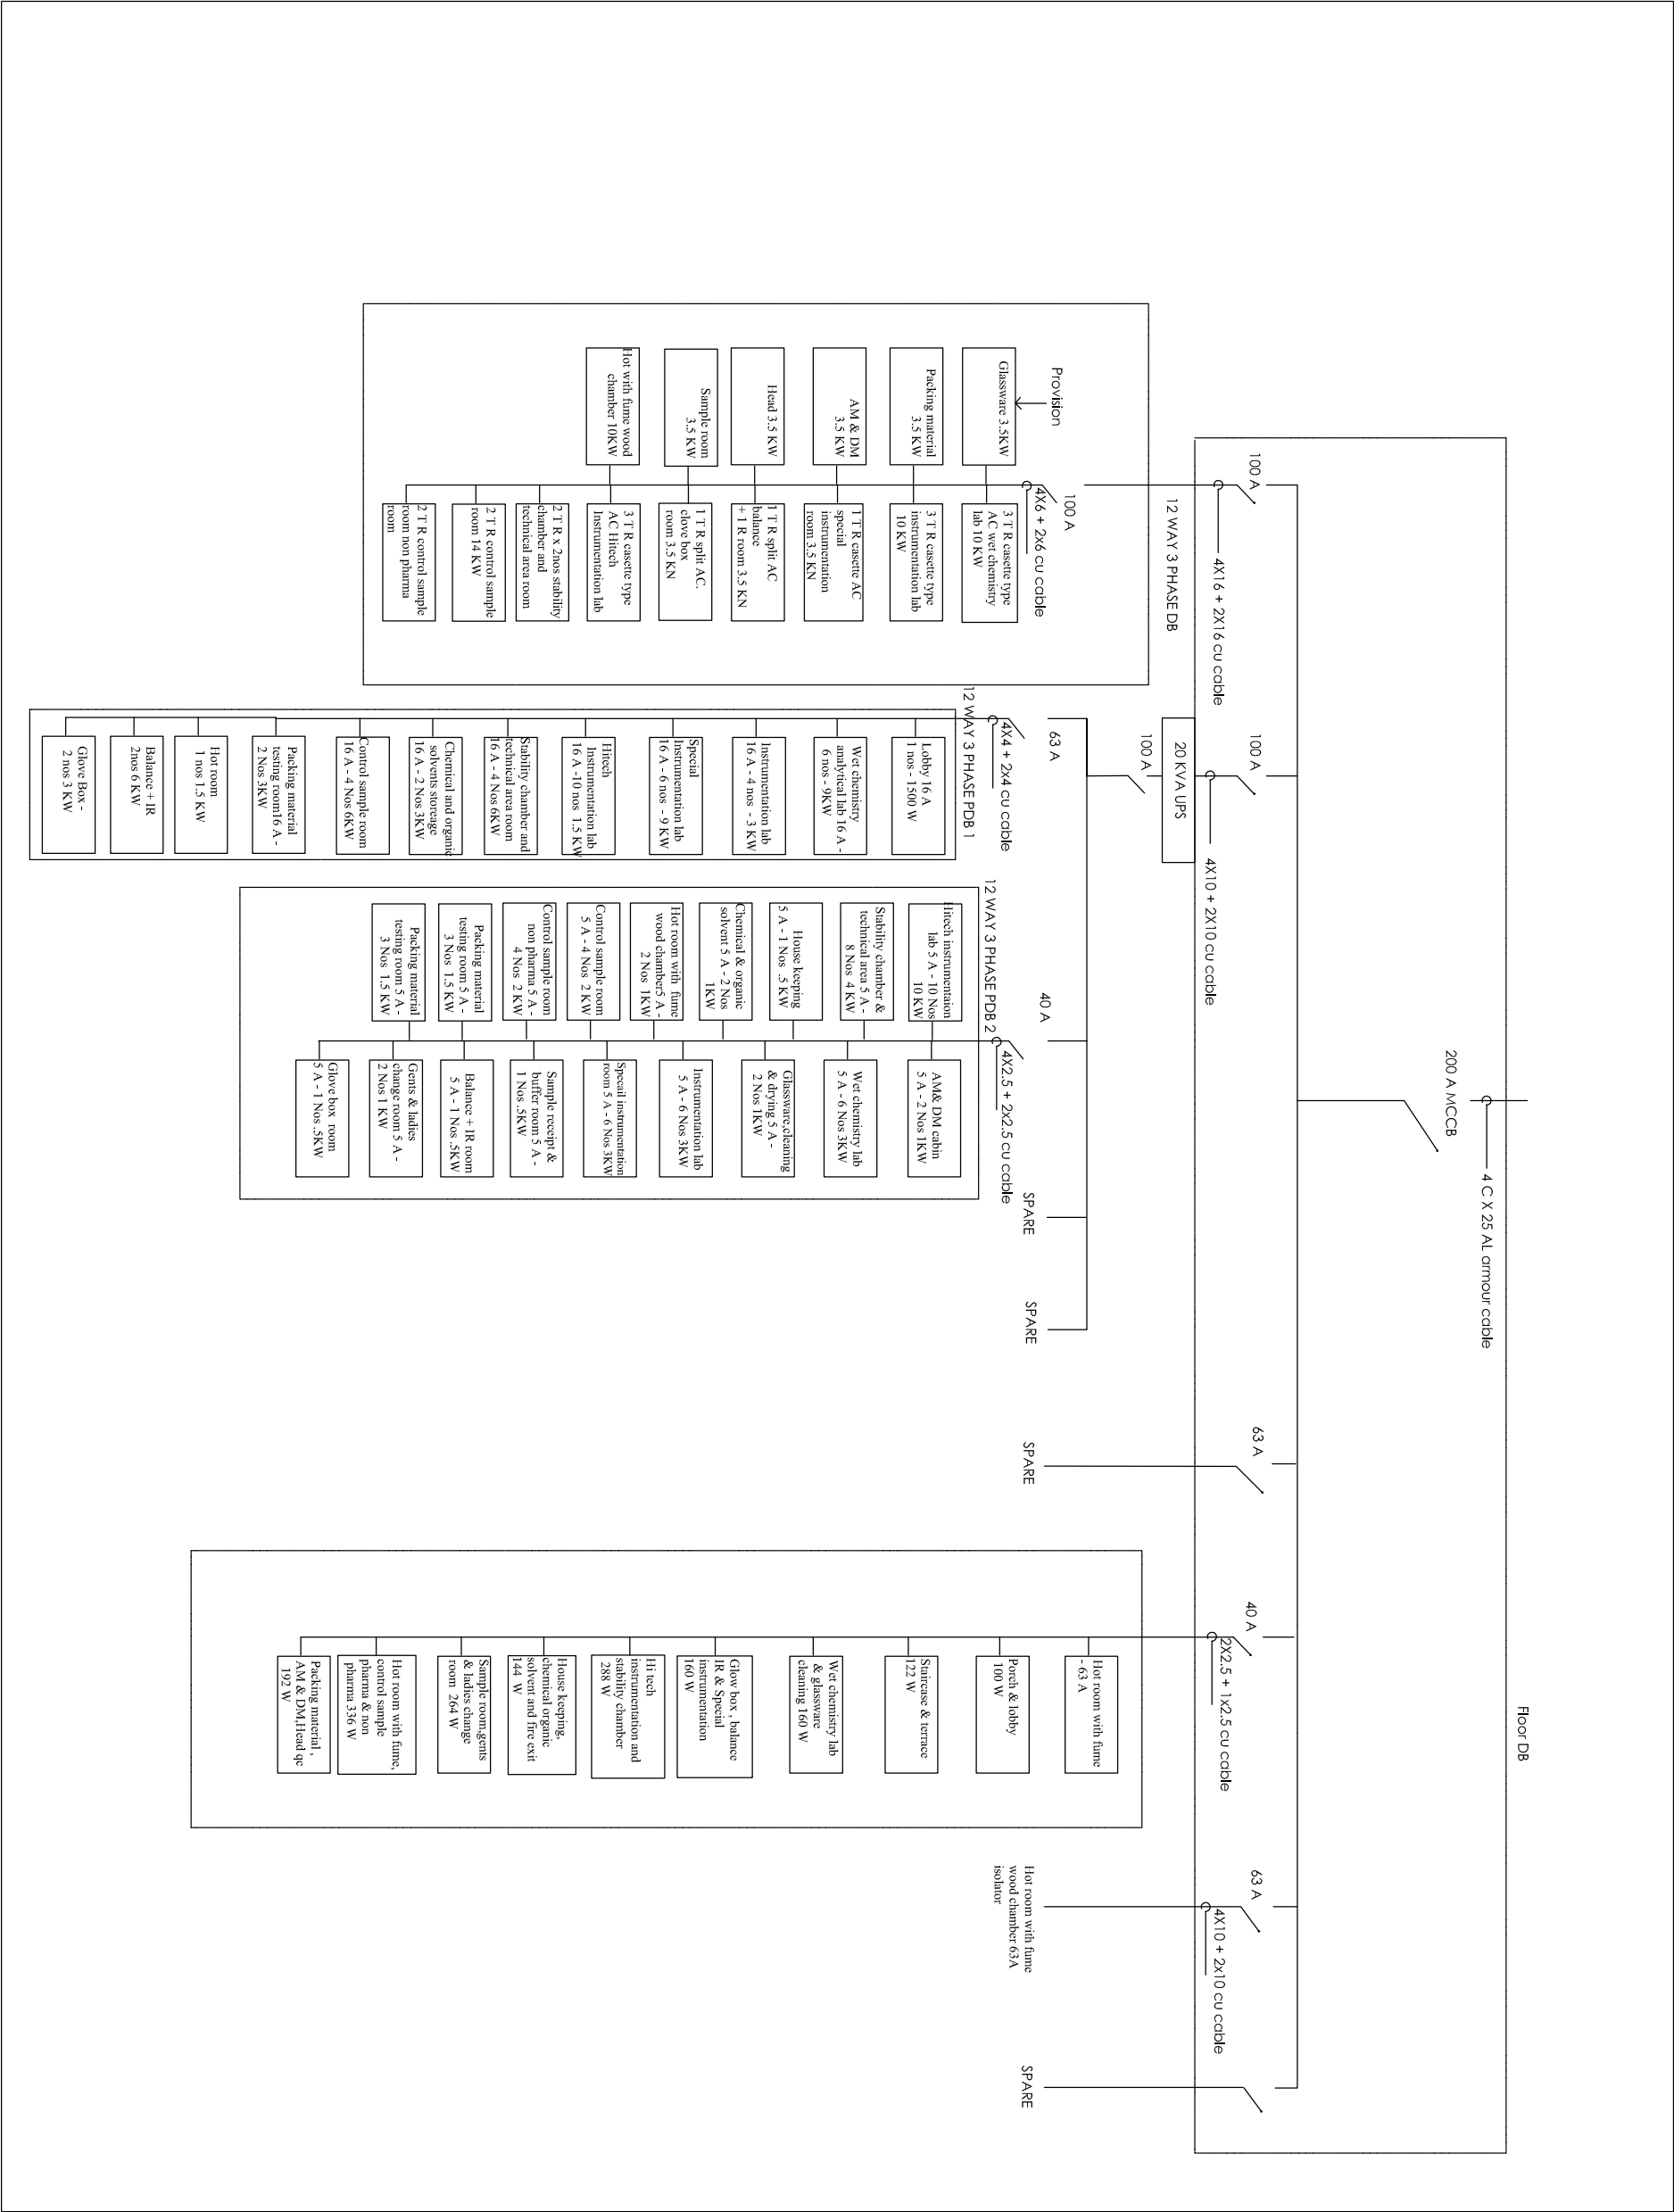 Floor DB
4 C X 25 AL armour cable
200 A MCCB
100 A
4X16 + 2X16 cu cable
12 WAY 3 PHASE DB
100 A
4X6 + 2x6 cu cable
Provision
Glassware 3.5KW
Packing material
3.5 KW
AM & DM
3.5 KW
Head 3.5 KW
Sample room
3.5 KW
Hot with fume wood
chamber 10KW
3 T R casette type
AC wet chemistry
lab 10 KW
3 T R casette type
instrumentation lab
10 KW
1 T R casette AC
special
instrumentation
room 3.5 KN
1 T R split AC
balance
+ 1 R room 3.5 KN
1 T R split AC.
clove box
room 3.5 KN
3 T R casette type
AC Hitech
Instrumentation lab
2 T R x 2nos stability
chamber and
technical area room
2 T R control sample
room 14 KW
2 T R control sample
room non pharma
room
100 A
4X10 + 2X10 cu cable
20 KVA UPS
100 A
63 A
4X4 + 2x4 cu cable
12 WAY 3 PHASE PDB 1
Lobby 16 A
1 nos - 1500 W
Wet chemistry
analytical lab 16 A -
6 nos - 9KW
Instrumentation lab
16 A - 4 nos - 3 KW
Special
Instrumentation lab
16 A - 6 nos - 9 KW
Hitech
Instrumentation lab
16 A -10 nos 1.5 KW
Stability chamber and
technical area room
16 A - 4 Nos 6KW
Chemical and organic
solvents storeage
16 A - 2 Nos 3KW
Control sample room
16 A - 4 Nos 6KW
Packing material
testing room16 A -
2 Nos 3KW
Hot room
1 nos 1.5 KW
Balance + IR
2nos 6 KW
Glove Box -
2 nos 3 KW
40 A
4X2.5 + 2x2.5 cu cable
12 WAY 3 PHASE PDB 2
Hitech instrumentaion
lab 5 A - 10 Nos
10 KW
Stability chamber &
technical area 5 A -
8 Nos 4 KW
House keeping
5 A - 1 Nos .5 KW
Chemical & organic
solvent 5 A - 2 Nos
1KW
Hot room with fume
wood chamber5 A -
2 Nos 1KW
Control sample room
5 A - 4 Nos 2 KW
Control sample room
non pharma 5 A -
4 Nos 2 KW
Packing material
testing room 5 A -
3 Nos 1.5 KW
Packing material
testing room 5 A -
3 Nos 1.5 KW
AM& DM cabin
5 A - 2 Nos 1KW
Wet chemistry lab
5 A - 6 Nos 3KW
Glassware,cleaning
& drying 5 A -
2 Nos 1KW
Instrumentation lab
5 A - 6 Nos 3KW
Specail instrumentation
room 5 A - 6 Nos 3KW
Sample receipt &
buffer room 5 A -
1 Nos .5KW
Balance + IR room
5 A - 1 Nos .5KW
Gents & ladies
change room 5 A -
2 Nos 1 KW
Glove box room
5 A - 1 Nos .5KW
SPARE
SPARE
63 A
SPARE
40 A
2X2.5 + 1x2.5 cu cable
Hot room with fume
- 63 A
Porch & lobby
100 W
Staircase & terrace
122 W
Wet chemistry lab
& glassware
cleaning 160 W
Glow box , balance
IR & Special
instrumentation
160 W
Hi tech
instrumentation and
stability chamber
288 W
House keeping,
chemical organic
solvent and fire exit
144 W
Sample room,gents
& ladies change
room 264 W
Hot room with fume,
control sample
pharma & non
pharma 336 W
Packing material ,
AM & DM,Head qc
192 W
63 A
4X10 + 2x10 cu cable
Hot room with fume
wood chamber 63A
isolator
SPARE